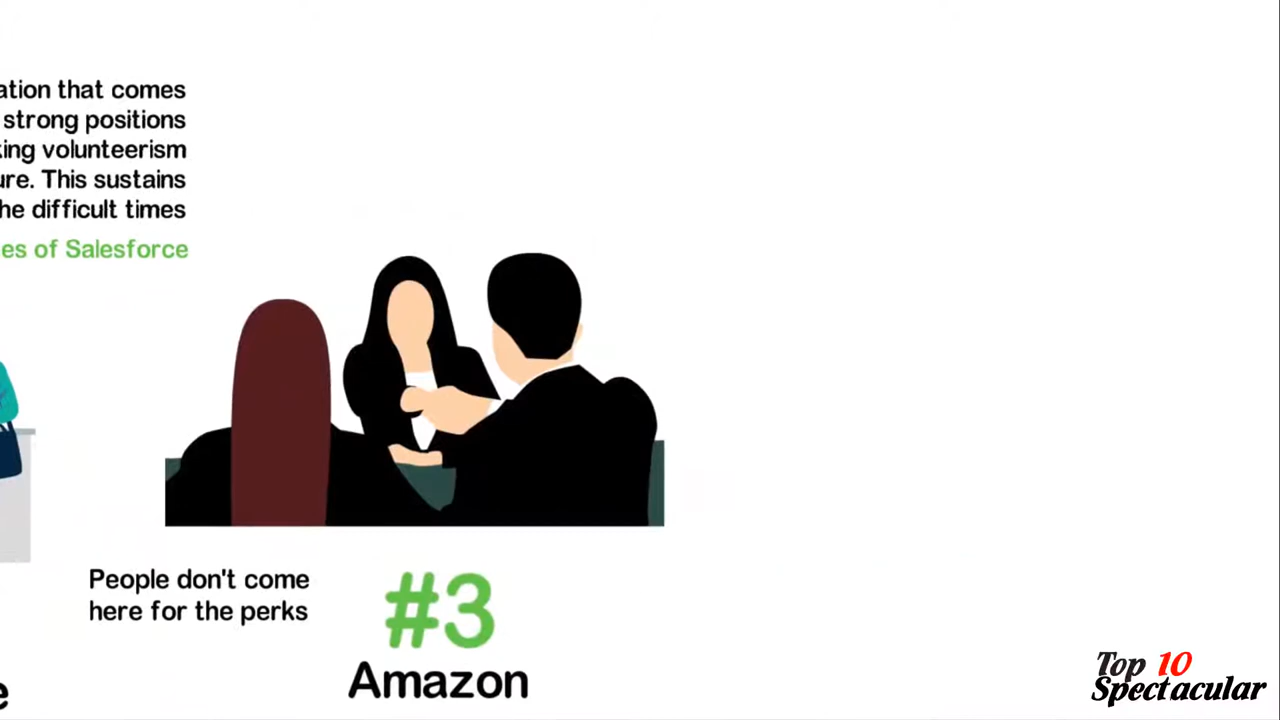 ation that comes
strong positions
king volunteerism
ure. This sustains
he difficult times
es of Salesforce
People don't come
here for the perks
#3
Amazon
e
Top 10
Spectacular